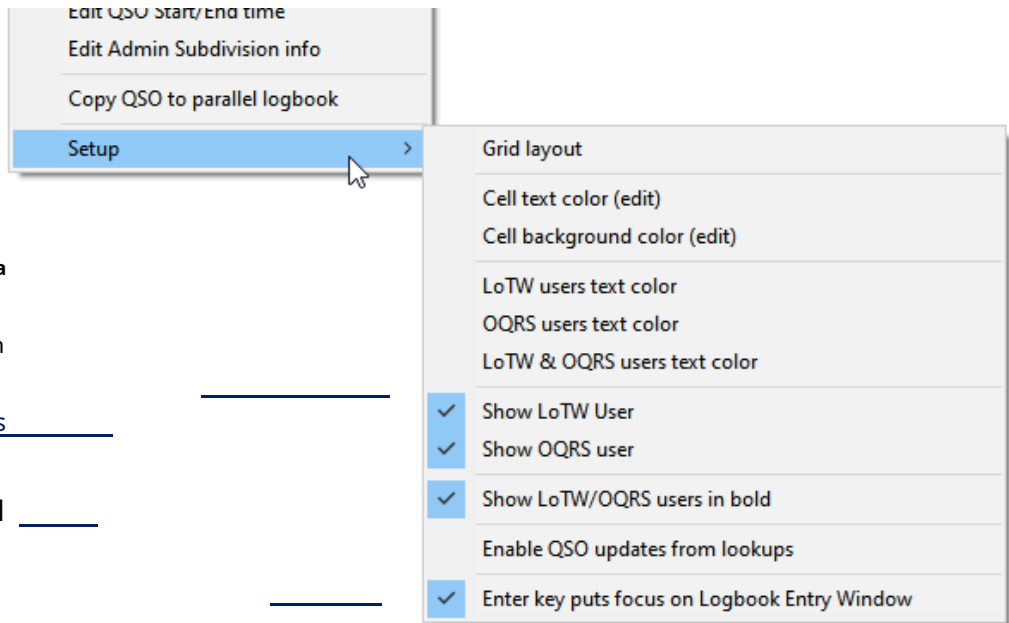 Edit QSO Start/End time
Edit Admin Subdivision info
Copy QSO to parallel logbook
Setup
Grid layout
Cell text color (edit)
Cell background color (edit)
LoTW users text color
OQRS users text color
LoTW & OQRS users text color
Show LoTW User
Show OQRS user
Show LoTW/OQRS users in bold
Enable QSO updates from lookups
Enter key puts focus on Logbook Entry Window
a
s